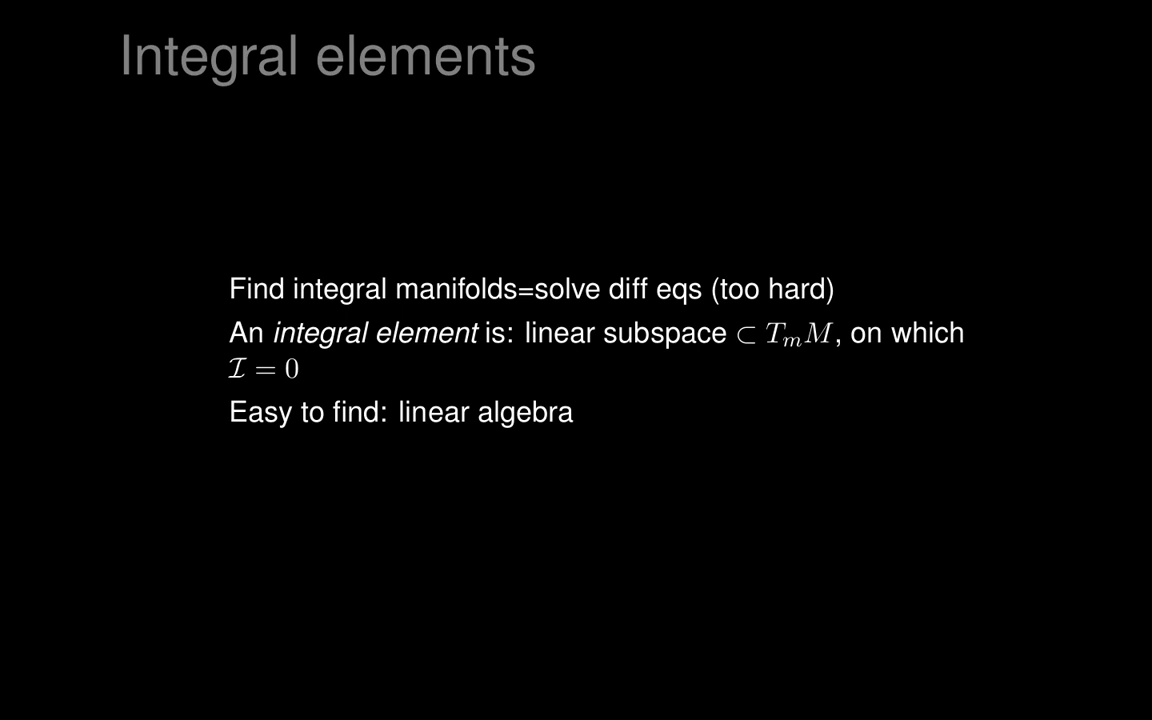 Integral elements
Find integral manifolds=solve diff eqs (too hard)
An integral element is: linear subspace ⊂ TₘM, on which
ℐ = 0
Easy to find: linear algebra